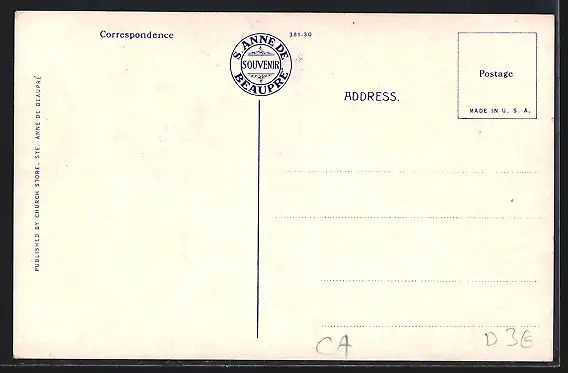 Correspondence
S. ANNE DE
SOUVENIR
BEAUPRÉ
381-30
ADDRESS.
Postage
MADE IN U. S. A.
PUBLISHED BY CHURCH STORE, STE. ANNE DE BEAUPRÉ
CA
D 3E